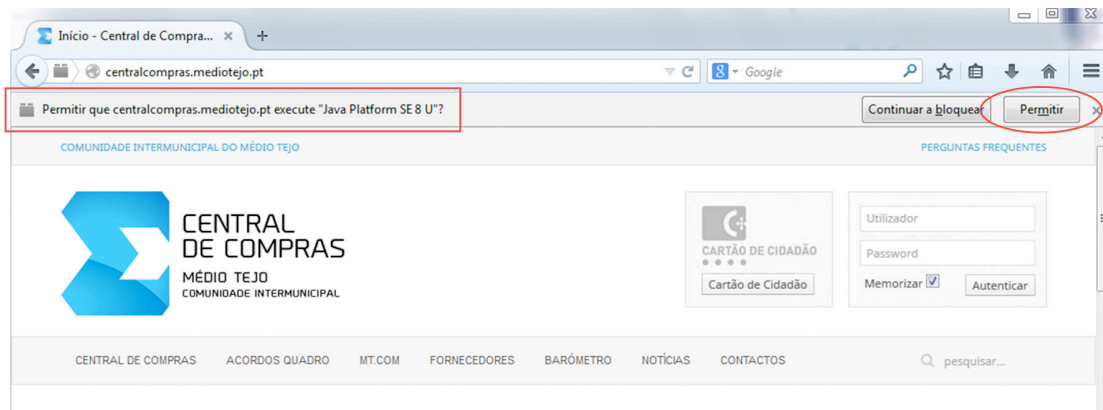 Início - Central de Compra...
centralcompras.mediotejo.pt
Google
Permitir que centralcompras.mediotejo.pt execute "Java Platform SE 8 U"?
Continuar a bloquear
Permitir
COMUNIDADE INTERMUNICIPAL DO MÉDIO TEJO
PERGUNTAS FREQUENTES
CENTRAL
DE COMPRAS
MÉDIO TEJO
COMUNIDADE INTERMUNICIPAL
CARTÃO DE CIDADÃO
Cartão de Cidadão
Utilizador
Password
Memorizar
Autenticar
CENTRAL DE COMPRAS ACORDOS QUADRO MT.COM FORNECEDORES BARÓMETRO NOTÍCIAS CONTACTOS pesquisar...